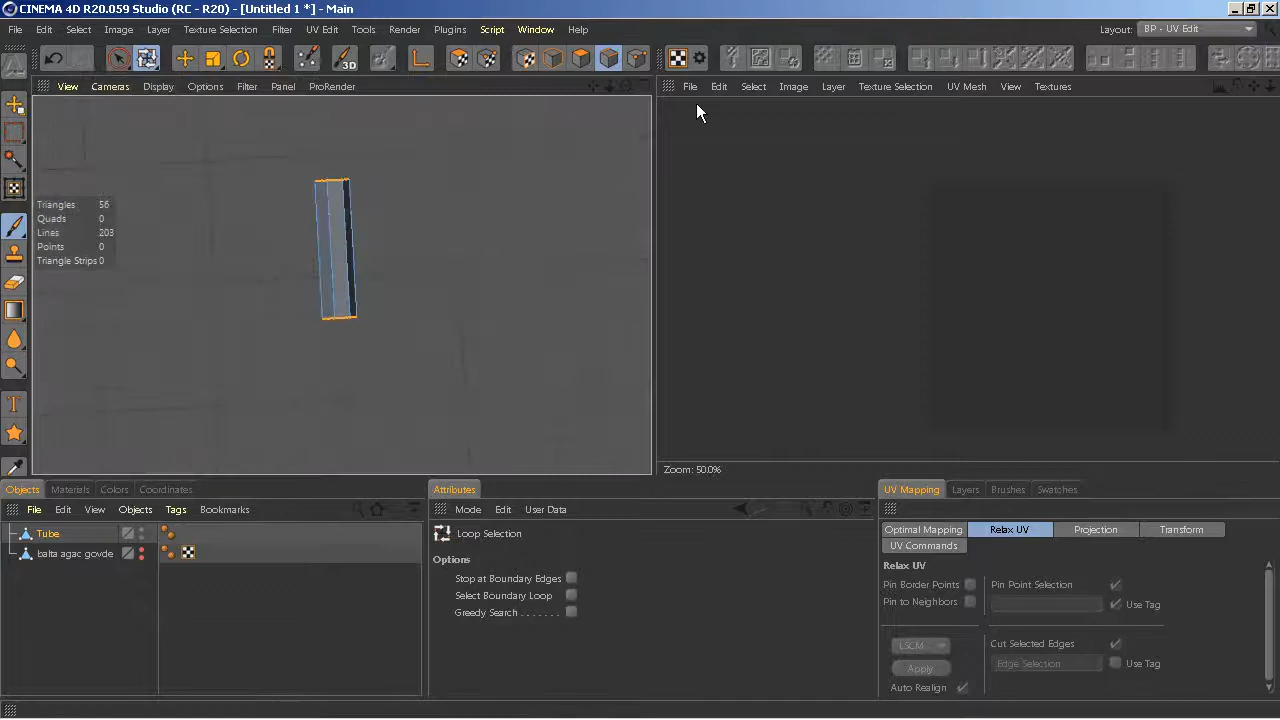 CINEMA 4D R20.059 Studio (RC - R20) - [Untitled 1 *] - Main
File Edit Select Image Layer Texture Selection Filter UV Edit Tools Render Plugins Script Window Help Layout: BP - UV Edit
3D
View Cameras Display Options Filter Panel ProRender
File Edit Select Image Layer Texture Selection UV Mesh View Textures
Triangles 56
Quads 0
Lines 203
Points 0
Triangle Strips 0
Zoom: 50.0%
Objects Materials Colors Coordinates
File Edit View Objects Tags Bookmarks
Tube
balta agac govde
Attributes
Mode Edit User Data
Loop Selection
Options
Stop at Boundary Edges
Select Boundary Loop
Greedy Search . . . . . . .
UV Mapping Layers Brushes Swatches
Optimal Mapping Relax UV Projection Transform
UV Commands
Relax UV
Pin Border Points Pin Point Selection
Pin to Neighbors Use Tag
LSCM Cut Selected Edges
Apply Edge Selection Use Tag
Auto Realign